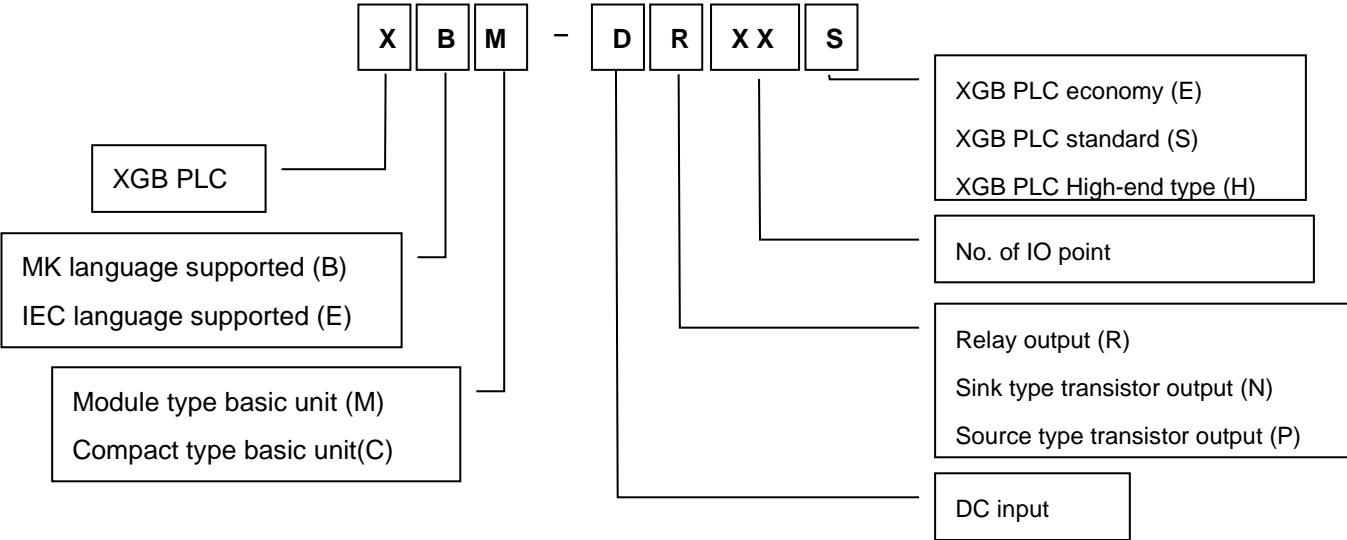 X B M - D R X X S
XGB PLC economy (E)
XGB PLC standard (S)
XGB PLC High-end type (H)
XGB PLC
No. of IO point
MK language supported (B)
IEC language supported (E)
Relay output (R)
Sink type transistor output (N)
Source type transistor output (P)
Module type basic unit (M)
Compact type basic unit(C)
DC input